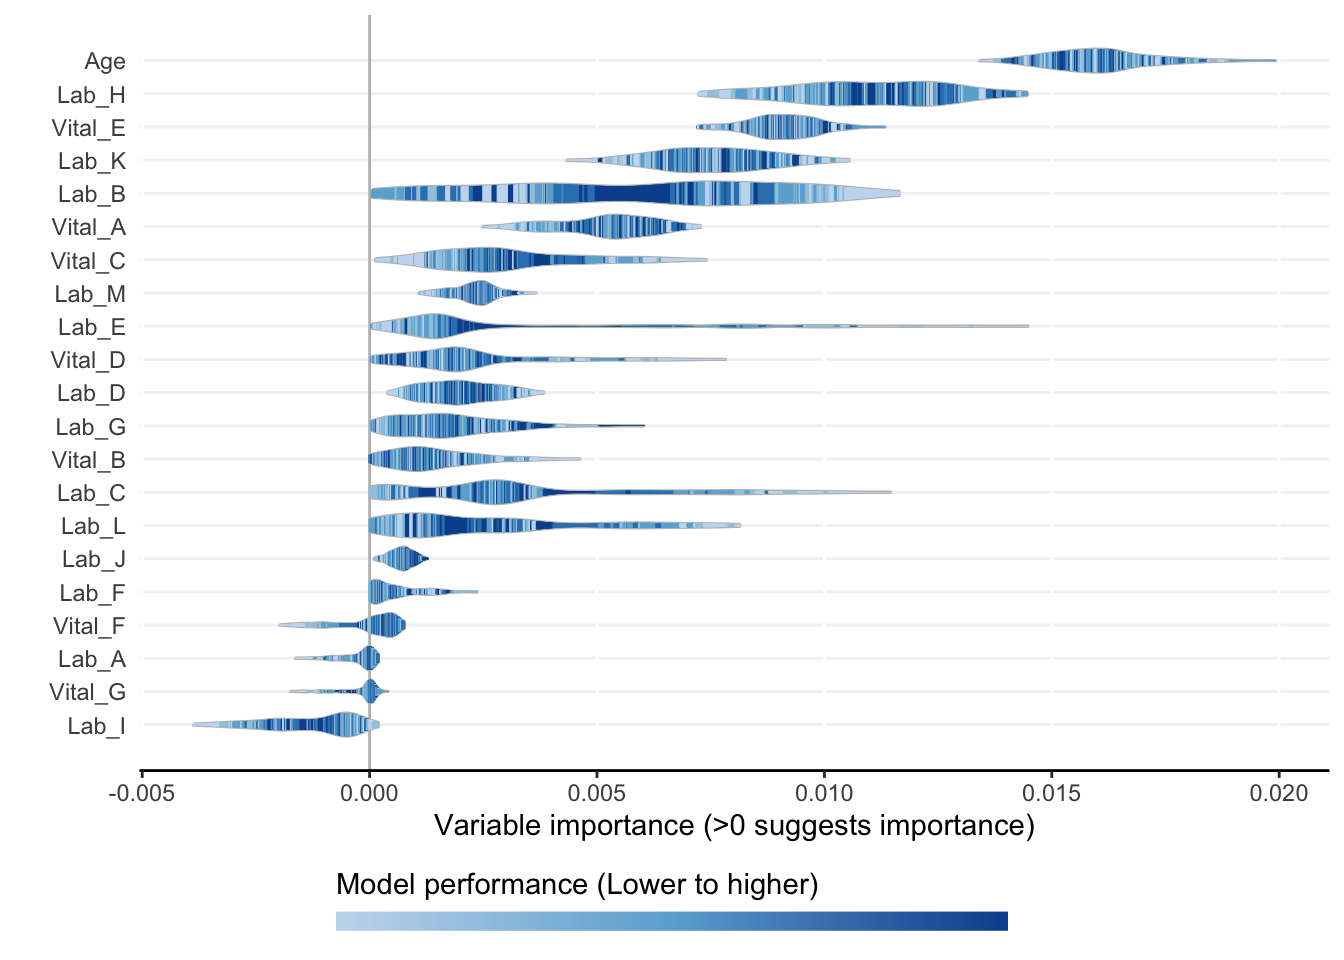 Age
Lab_H
Vital_E
Lab_K
Lab_B
Vital_A
Vital_C
Lab_M
Lab_E
Vital_D
Lab_D
Lab_G
Vital_B
Lab_C
Lab_L
Lab_J
Lab_F
Vital_F
Lab_A
Vital_G
Lab_I
-0.005 0.000 0.005 0.010 0.015 0.020
Variable importance (>0 suggests importance)
Model performance (Lower to higher)